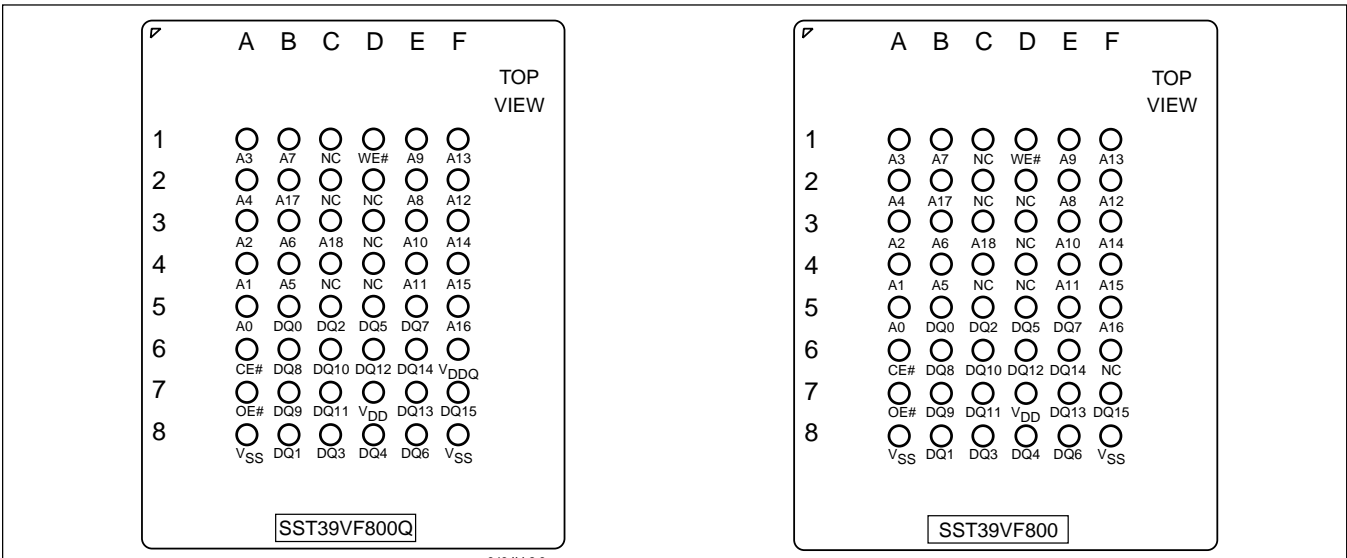 A B C D E F
TOP
VIEW
1
A3 A7 NC WE# A9 A13
2
A4 A17 NC NC A8 A12
3
A2 A6 A18 NC A10 A14
4
A1 A5 NC NC A11 A15
5
A0 DQ0 DQ2 DQ5 DQ7 A16
6
CE# DQ8 DQ10 DQ12 DQ14 VDDQ
7
OE# DQ9 DQ11 VDD DQ13 DQ15
8
VSS DQ1 DQ3 DQ4 DQ6 VSS
SST39VF800Q
A B C D E F
TOP
VIEW
1
A3 A7 NC WE# A9 A13
2
A4 A17 NC NC A8 A12
3
A2 A6 A18 NC A10 A14
4
A1 A5 NC NC A11 A15
5
A0 DQ0 DQ2 DQ5 DQ7 A16
6
CE# DQ8 DQ10 DQ12 DQ14 NC
7
OE# DQ9 DQ11 VDD DQ13 DQ15
8
VSS DQ1 DQ3 DQ4 DQ6 VSS
SST39VF800